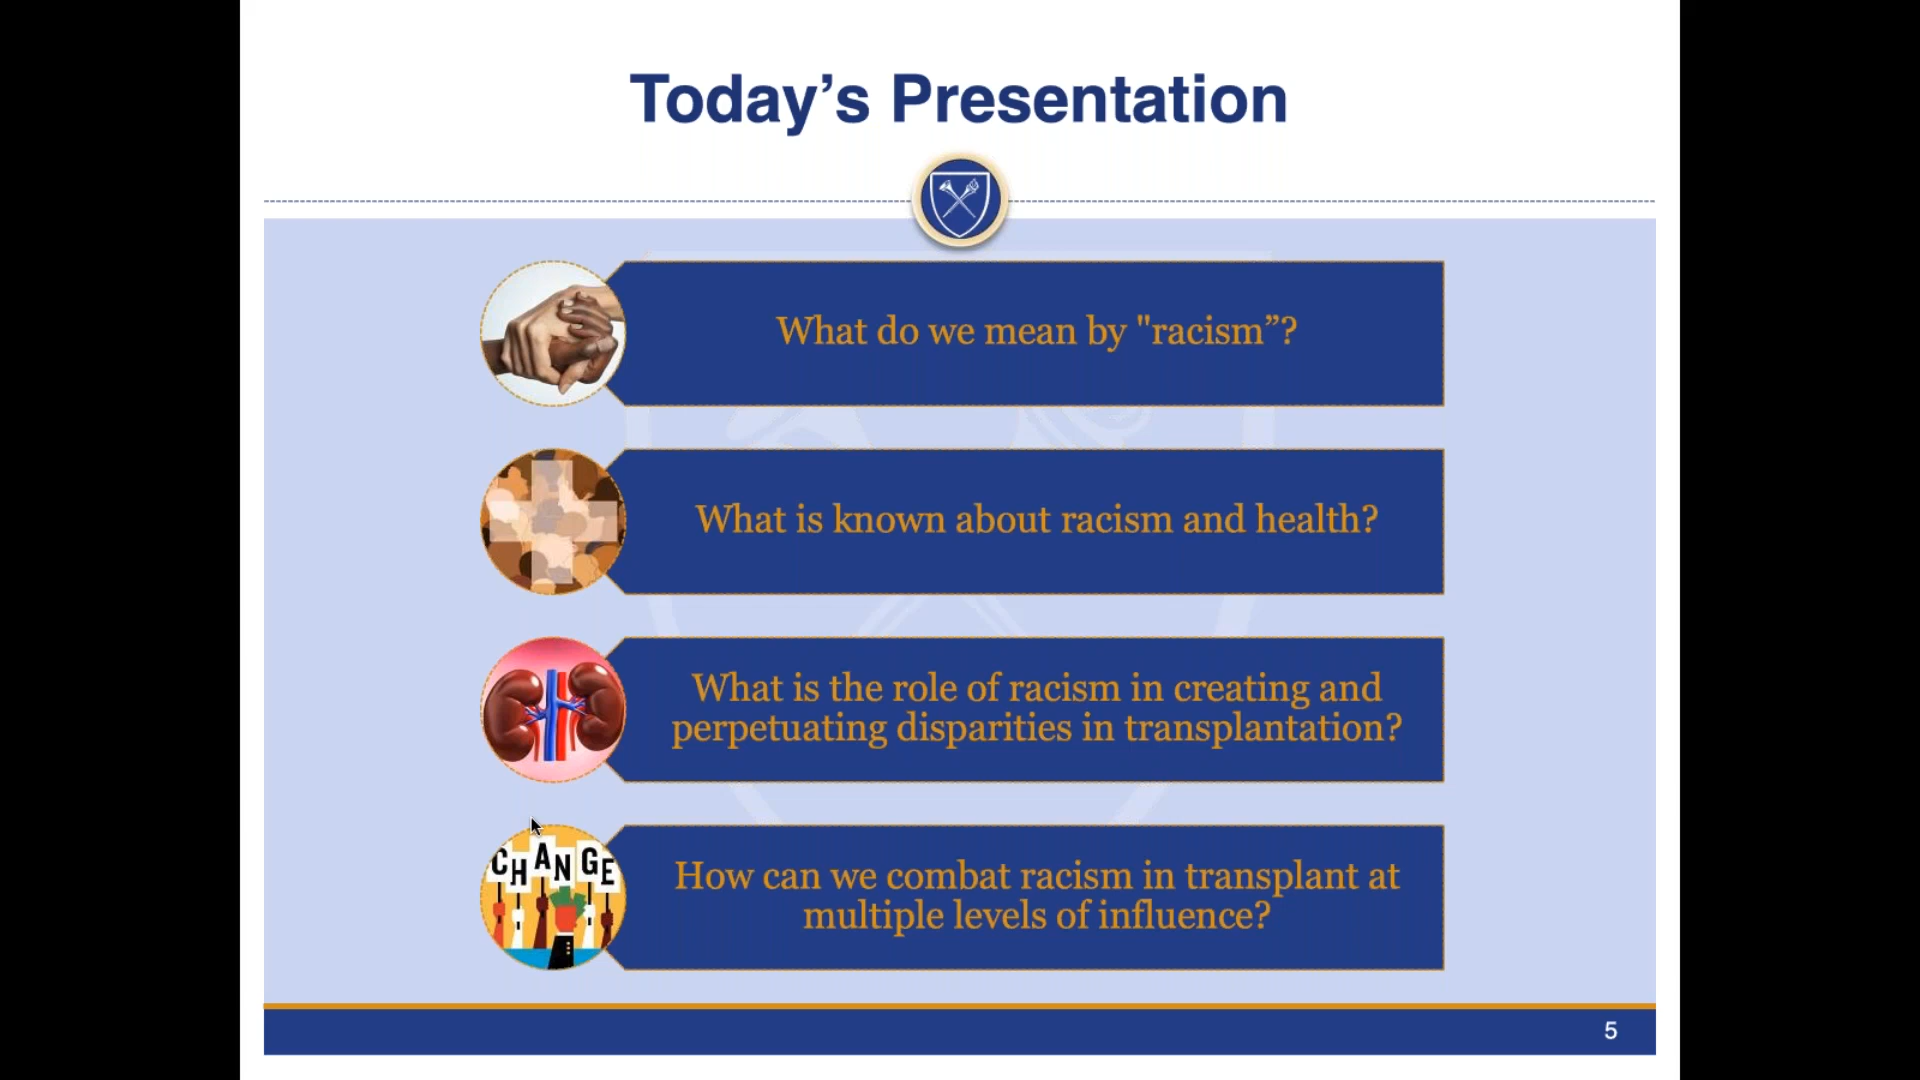 Today’s Presentation
What do we mean by "racism”?
What is known about racism and health?
What is the role of racism in creating and
perpetuating disparities in transplantation?
CHANGE
How can we combat racism in transplant at
multiple levels of influence?
5